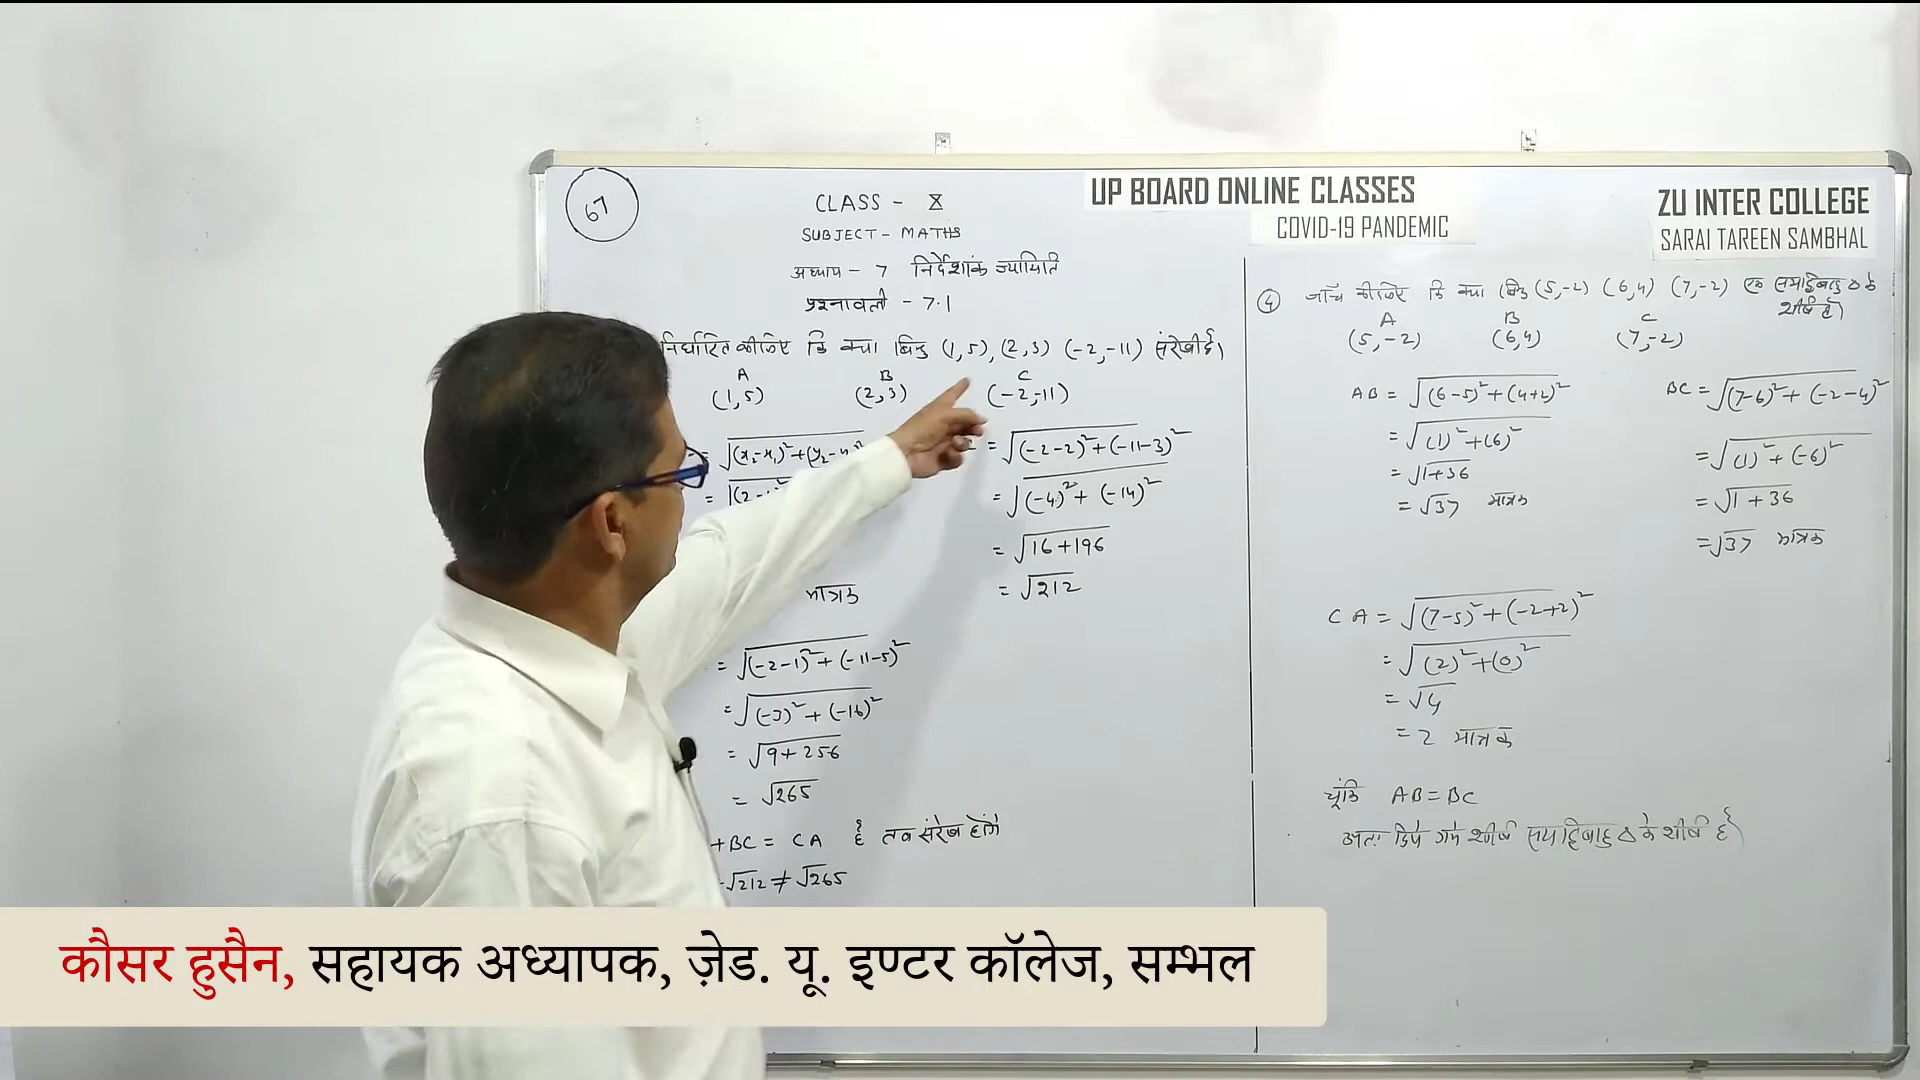 67
CLASS - X
SUBJECT - MATHS
अध्याय - 7 निर्देशांक ज्यामिति
प्रश्नावली - 7.1
UP BOARD ONLINE CLASSES
COVID-19 PANDEMIC
ZU INTER COLLEGE
SARAI TAREEN SAMBHAL
निर्धारित कीजिए कि क्या बिन्दु (1,5), (2,3) (-2,-11) संरेखी है।
A B C
(1,5) (2,3) (-2,-11)
= √(x₂-x₁)²+(y₂-y
= √(2-
मात्रक
= √(-2-2)²+(-11-3)²
= √(-4)²+ (-14)²
= √16+196
= √212
= √(-2-1)²+(-11-5)²
= √(-3)²+(-16)²
= √9+256
= √265
+BC = CA है तब संरेख होंगे
√212 ≠ √265
④ जाँच कीजिए कि क्या बिन्दु (5,-2) (6,4) (7,-2) एक समद्विबाहु Δ के
शीर्ष है।
A B C
(5,-2) (6,4) (7,-2)
AB = √(6-5)²+(4+2)²
= √(1)²+(6)²
= √1+36
= √37 मात्रक
BC = √(7-6)²+ (-2-4)²
= √(1)²+(-6)²
= √1+36
= √37 मात्रक
CA = √(7-5)²+(-2+2)²
= √(2)²+(0)²
= √4
= 2 मात्रक
चूंकि AB = BC
अतः दिये गये शीर्ष समद्विबाहु Δ के शीर्ष है
कौसर हुसैन, सहायक अध्यापक, ज़ेड. यू. इण्टर कॉलेज, सम्भल